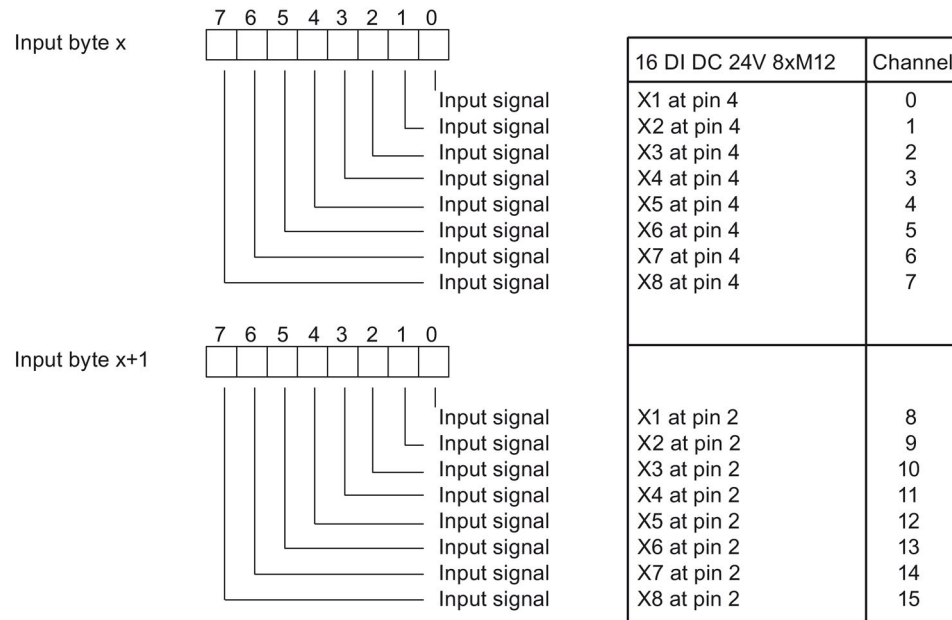 7 6 5 4 3 2 1 0
Input byte x
16 DI DC 24V 8xM12 Channel
Input signal X1 at pin 4 0
Input signal X2 at pin 4 1
Input signal X3 at pin 4 2
Input signal X4 at pin 4 3
Input signal X5 at pin 4 4
Input signal X6 at pin 4 5
Input signal X7 at pin 4 6
Input signal X8 at pin 4 7
7 6 5 4 3 2 1 0
Input byte x+1
Input signal X1 at pin 2 8
Input signal X2 at pin 2 9
Input signal X3 at pin 2 10
Input signal X4 at pin 2 11
Input signal X5 at pin 2 12
Input signal X6 at pin 2 13
Input signal X7 at pin 2 14
Input signal X8 at pin 2 15